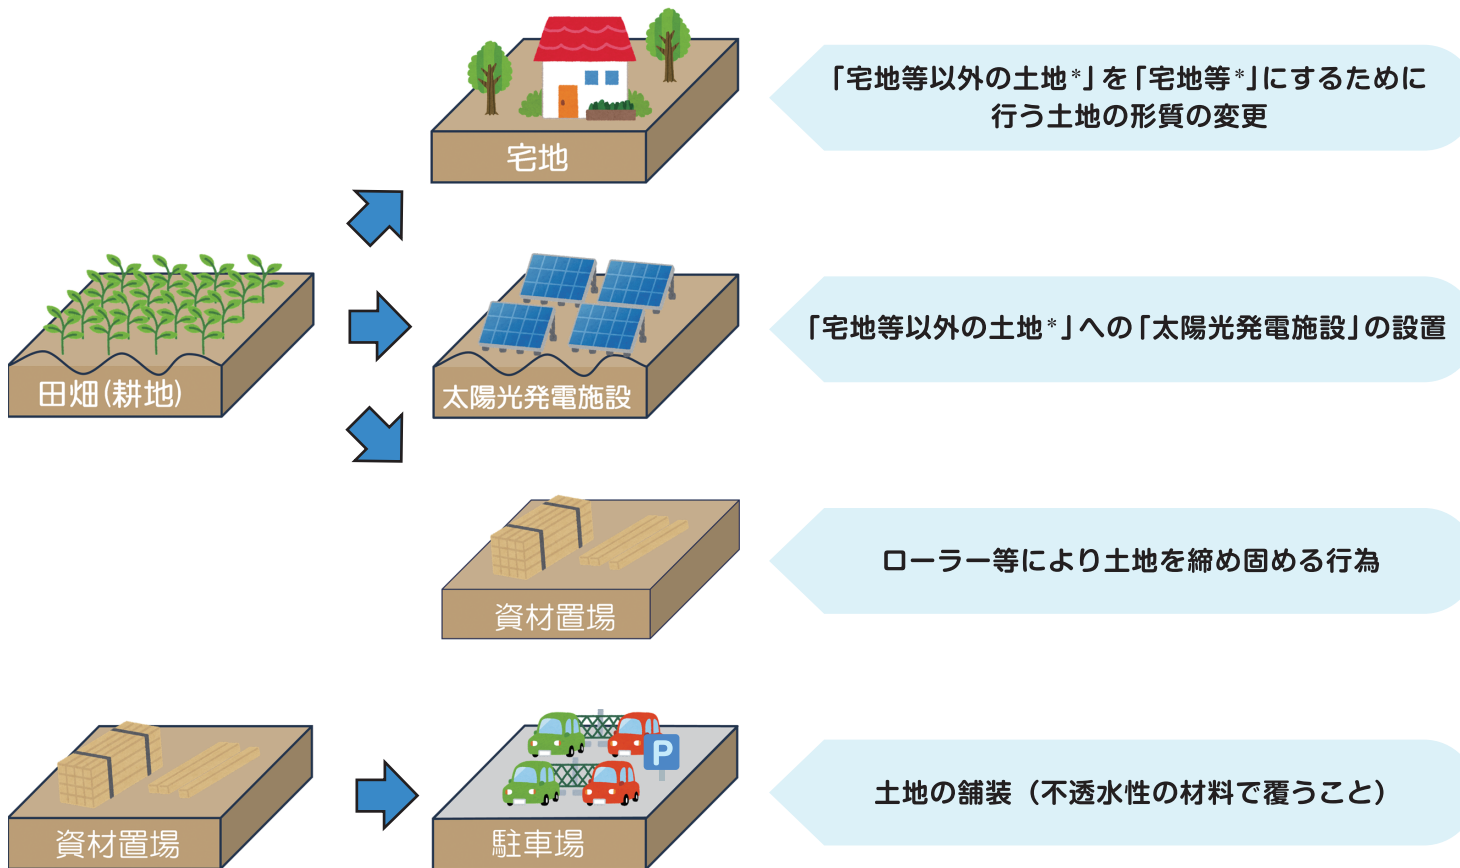 宅地
「宅地等以外の土地*」を「宅地等*」にするために
行う土地の形質の変更
田畑(耕地)
太陽光発電施設
「宅地等以外の土地*」への「太陽光発電施設」の設置
資材置場
ローラー等により土地を締め固める行為
資材置場
P
駐車場
土地の舗装（不透水性の材料で覆うこと）